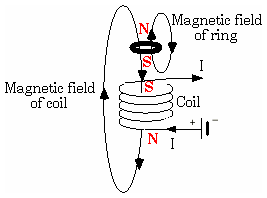 N
Magnetic field
of ring
S
S
I
Magnetic field
of coil
Coil
+ -
N
I